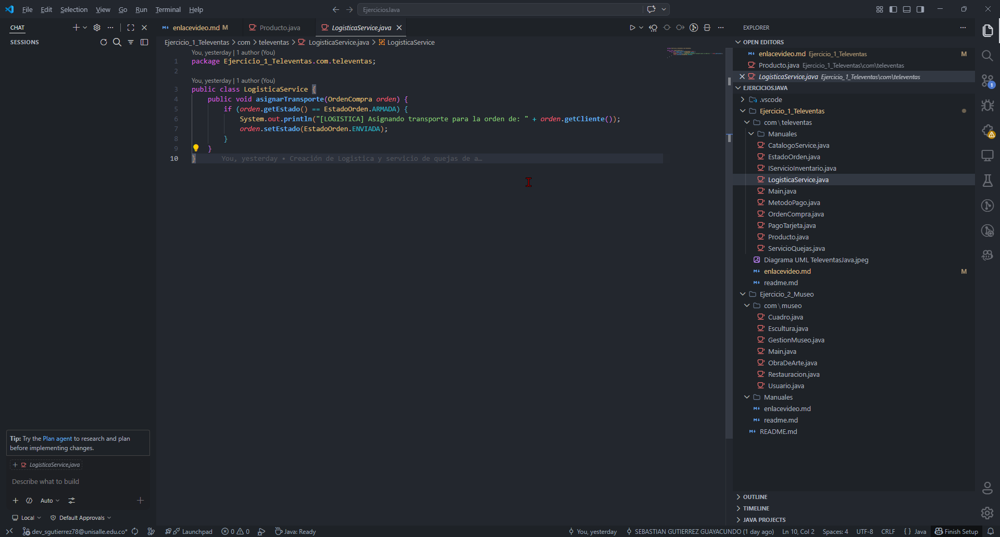 File Edit Selection View Go Run Terminal Help
EjerciciosJava
CHAT
SESSIONS
enlacevideo.md M
Producto.java
LogisticaService.java
Ejercicio_1_Televentas > com > televentas > LogisticaService.java > LogisticaService
You, yesterday | 1 author (You)
1 package Ejercicio_1_Televentas.com.televentas;
2
You, yesterday | 1 author (You)
3 public class LogisticaService {
4 public void asignarTransporte(OrdenCompra orden) {
5 if (orden.getEstado() == EstadoOrden.ARMADA) {
6 System.out.println("[LOGISTICA] Asignando transporte para la orden de: " + orden.getCliente());
7 orden.setEstado(EstadoOrden.ENVIADA);
8 }
9 }
10 } You, yesterday • Creación de Logistica y servicio de quejas de a…
Tip: Try the Plan agent to research and plan
before implementing changes.
LogisticaService.java
Describe what to build
Auto
Local Default Approvals
EXPLORER
OPEN EDITORS
enlacevideo.md Ejercicio_1_Televentas M
Producto.java Ejercicio_1_Televentas\com\televentas
LogisticaService.java Ejercicio_1_Televentas\com\televentas
EJERCICIOSJAVA
.vscode
Ejercicio_1_Televentas
com\televentas
Manuales
CatalogoService.java
EstadoOrden.java
IServicioInventario.java
LogisticaService.java
Main.java
MetodoPago.java
OrdenCompra.java
PagoTarjeta.java
Producto.java
ServicioQuejas.java
Diagrama UML TeleventasJava.jpeg
enlacevideo.md M
readme.md
Ejercicio_2_Museo
com\museo
Cuadro.java
Escultura.java
GestionMuseo.java
Main.java
ObraDeArte.java
Restauracion.java
Usuario.java
Manuales
enlacevideo.md
readme.md
README.md
OUTLINE
TIMELINE
JAVA PROJECTS
1
dev_sgutierrez78@unisalle.edu.co* Launchpad 0 0 Java: Ready
You, yesterday SEBASTIAN GUTIERREZ GUAYACUNDO (1 day ago) Ln 10, Col 2 Spaces: 4 UTF-8 CRLF { } Java Finish Setup